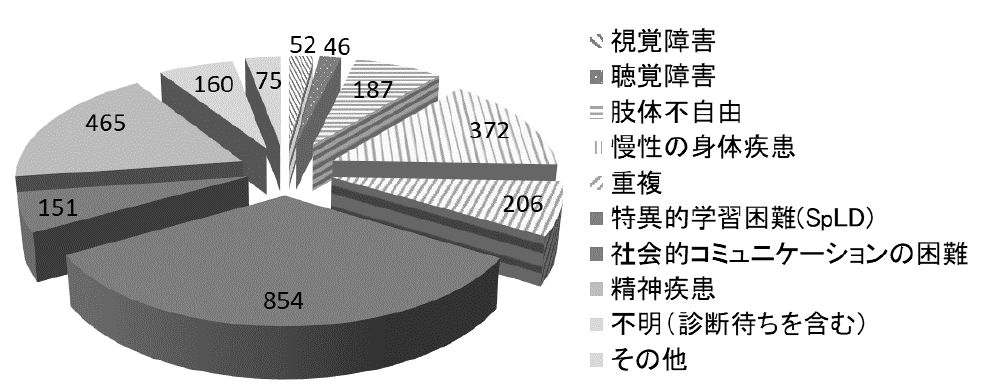 52
46
187
372
206
854
151
465
160
75
視覚障害
聴覚障害
肢体不自由
慢性の身体疾患
重複
特異的学習困難(SpLD)
社会的コミュニケーションの困難
精神疾患
不明(診断待ちを含む)
その他